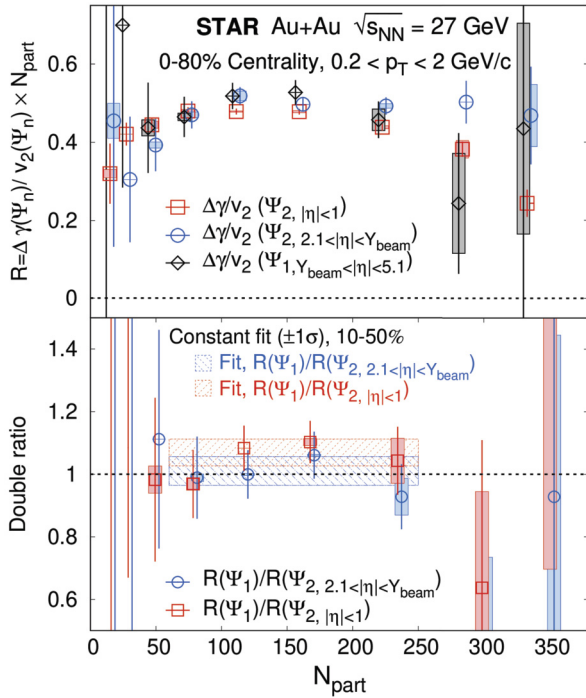 STAR Au+Au √s_NN = 27 GeV
0-80% Centrality, 0.2 < p_T < 2 GeV/c
R=Δ γ(Ψ_n)/ v_2(Ψ_n) × N_part
0.6
0.4
0.2
0
Δγ/v_2 (Ψ_2, |η|<1)
Δγ/v_2 (Ψ_2, 2.1<|η|<Y_beam)
Δγ/v_2 (Ψ_1, Y_beam<|η|<5.1)
Constant fit (±1σ), 10-50%
Fit, R(Ψ_1)/R(Ψ_2, 2.1<|η|<Y_beam)
Fit, R(Ψ_1)/R(Ψ_2, |η|<1)
Double ratio
1.4
1.2
1
0.8
0.6
R(Ψ_1)/R(Ψ_2, 2.1<|η|<Y_beam)
R(Ψ_1)/R(Ψ_2, |η|<1)
0 50 100 150 200 250 300 350
N_part